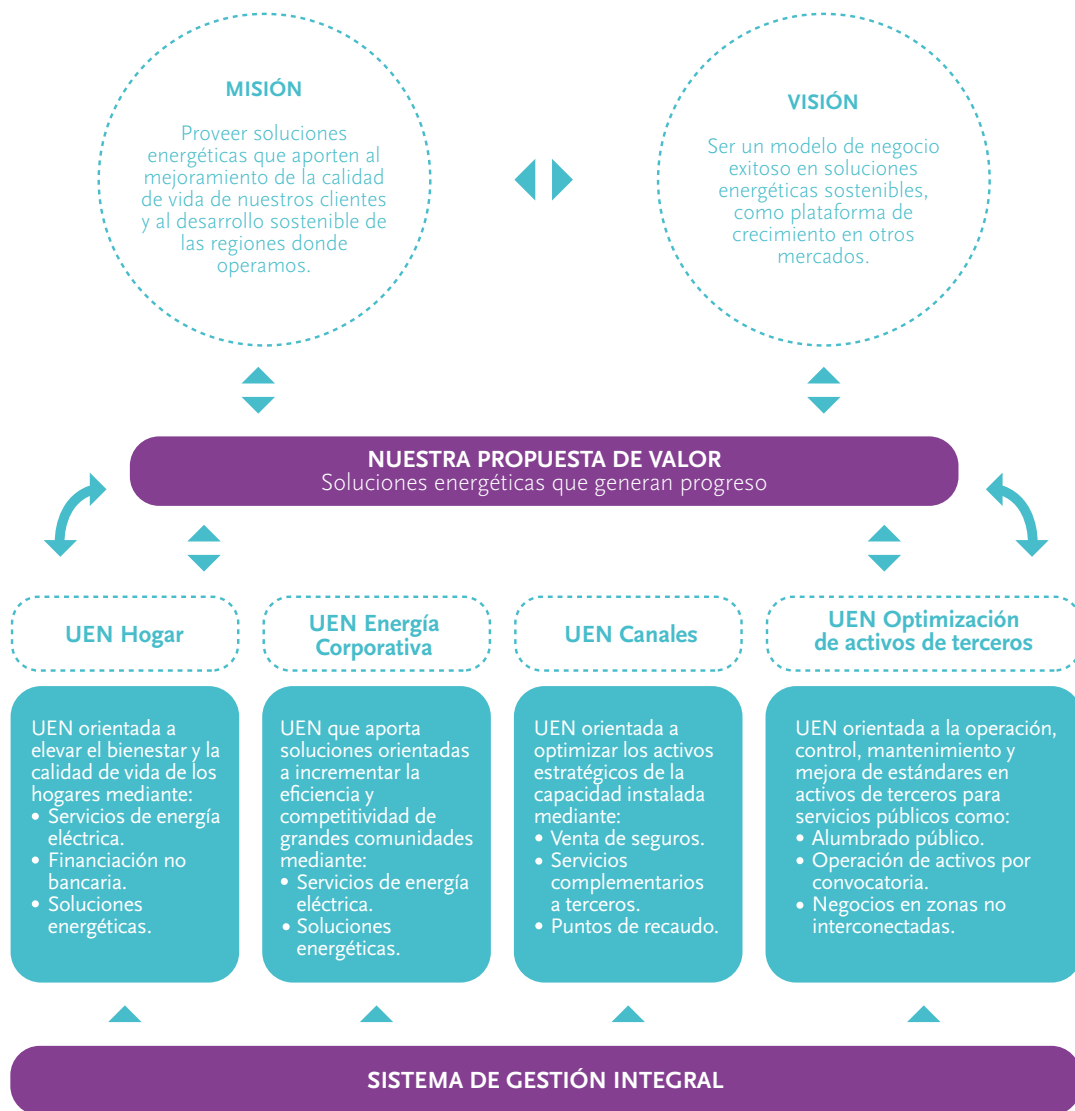 MISIÓN
Proveer soluciones
energéticas que aporten al
mejoramiento de la calidad
de vida de nuestros clientes
y al desarrollo sostenible de
las regiones donde
operamos.
VISIÓN
Ser un modelo de negocio
exitoso en soluciones
energéticas sostenibles,
como plataforma de
crecimiento en otros
mercados.
NUESTRA PROPUESTA DE VALOR
Soluciones energéticas que generan progreso
UEN Hogar
UEN orientada a
elevar el bienestar y la
calidad de vida de los
hogares mediante:
• Servicios de energía
eléctrica.
• Financiación no
bancaria.
• Soluciones
energéticas.
UEN Energía
Corporativa
UEN que aporta
soluciones orientadas
a incrementar la
eficiencia y
competitividad de
grandes comunidades
mediante:
• Servicios de energía
eléctrica.
• Soluciones
energéticas.
UEN Canales
UEN orientada a
optimizar los activos
estratégicos de la
capacidad instalada
mediante:
• Venta de seguros.
• Servicios
complementarios
a terceros.
• Puntos de recaudo.
UEN Optimización
de activos de terceros
UEN orientada a la operación,
control, mantenimiento y
mejora de estándares en
activos de terceros para
servicios públicos como:
• Alumbrado público.
• Operación de activos por
convocatoria.
• Negocios en zonas no
interconectadas.
SISTEMA DE GESTIÓN INTEGRAL